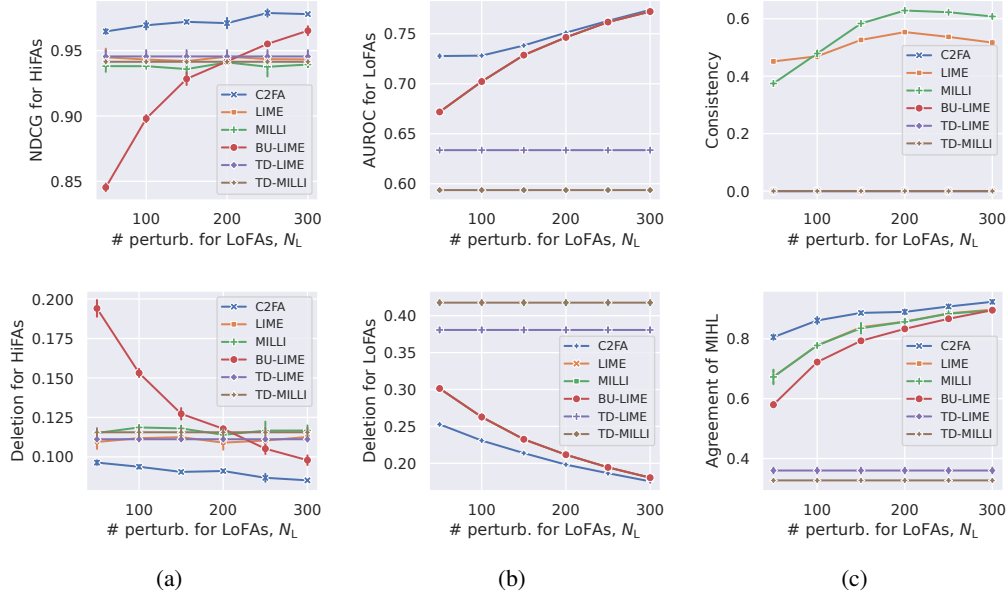 NDCG for HiFAs
0.95
0.90
0.85
C2FA
LIME
MILLI
BU-LIME
TD-LIME
TD-MILLI
100 200 300
# perturb. for LoFAs, N_L
AUROC for LoFAs
0.75
0.70
0.65
0.60
100 200 300
# perturb. for LoFAs, N_L
Consistency
0.6
0.4
0.2
0.0
C2FA
LIME
MILLI
BU-LIME
TD-LIME
TD-MILLI
100 200 300
# perturb. for LoFAs, N_L
Deletion for HiFAs
0.200
0.175
0.150
0.125
0.100
C2FA
LIME
MILLI
BU-LIME
TD-LIME
TD-MILLI
100 200 300
# perturb. for LoFAs, N_L
Deletion for LoFAs
0.40
0.35
0.30
0.25
0.20
C2FA
LIME
MILLI
BU-LIME
TD-LIME
TD-MILLI
100 200 300
# perturb. for LoFAs, N_L
Agreement of MIHL
0.8
0.6
0.4
C2FA
LIME
MILLI
BU-LIME
TD-LIME
TD-MILLI
100 200 300
# perturb. for LoFAs, N_L
(a) (b) (c)